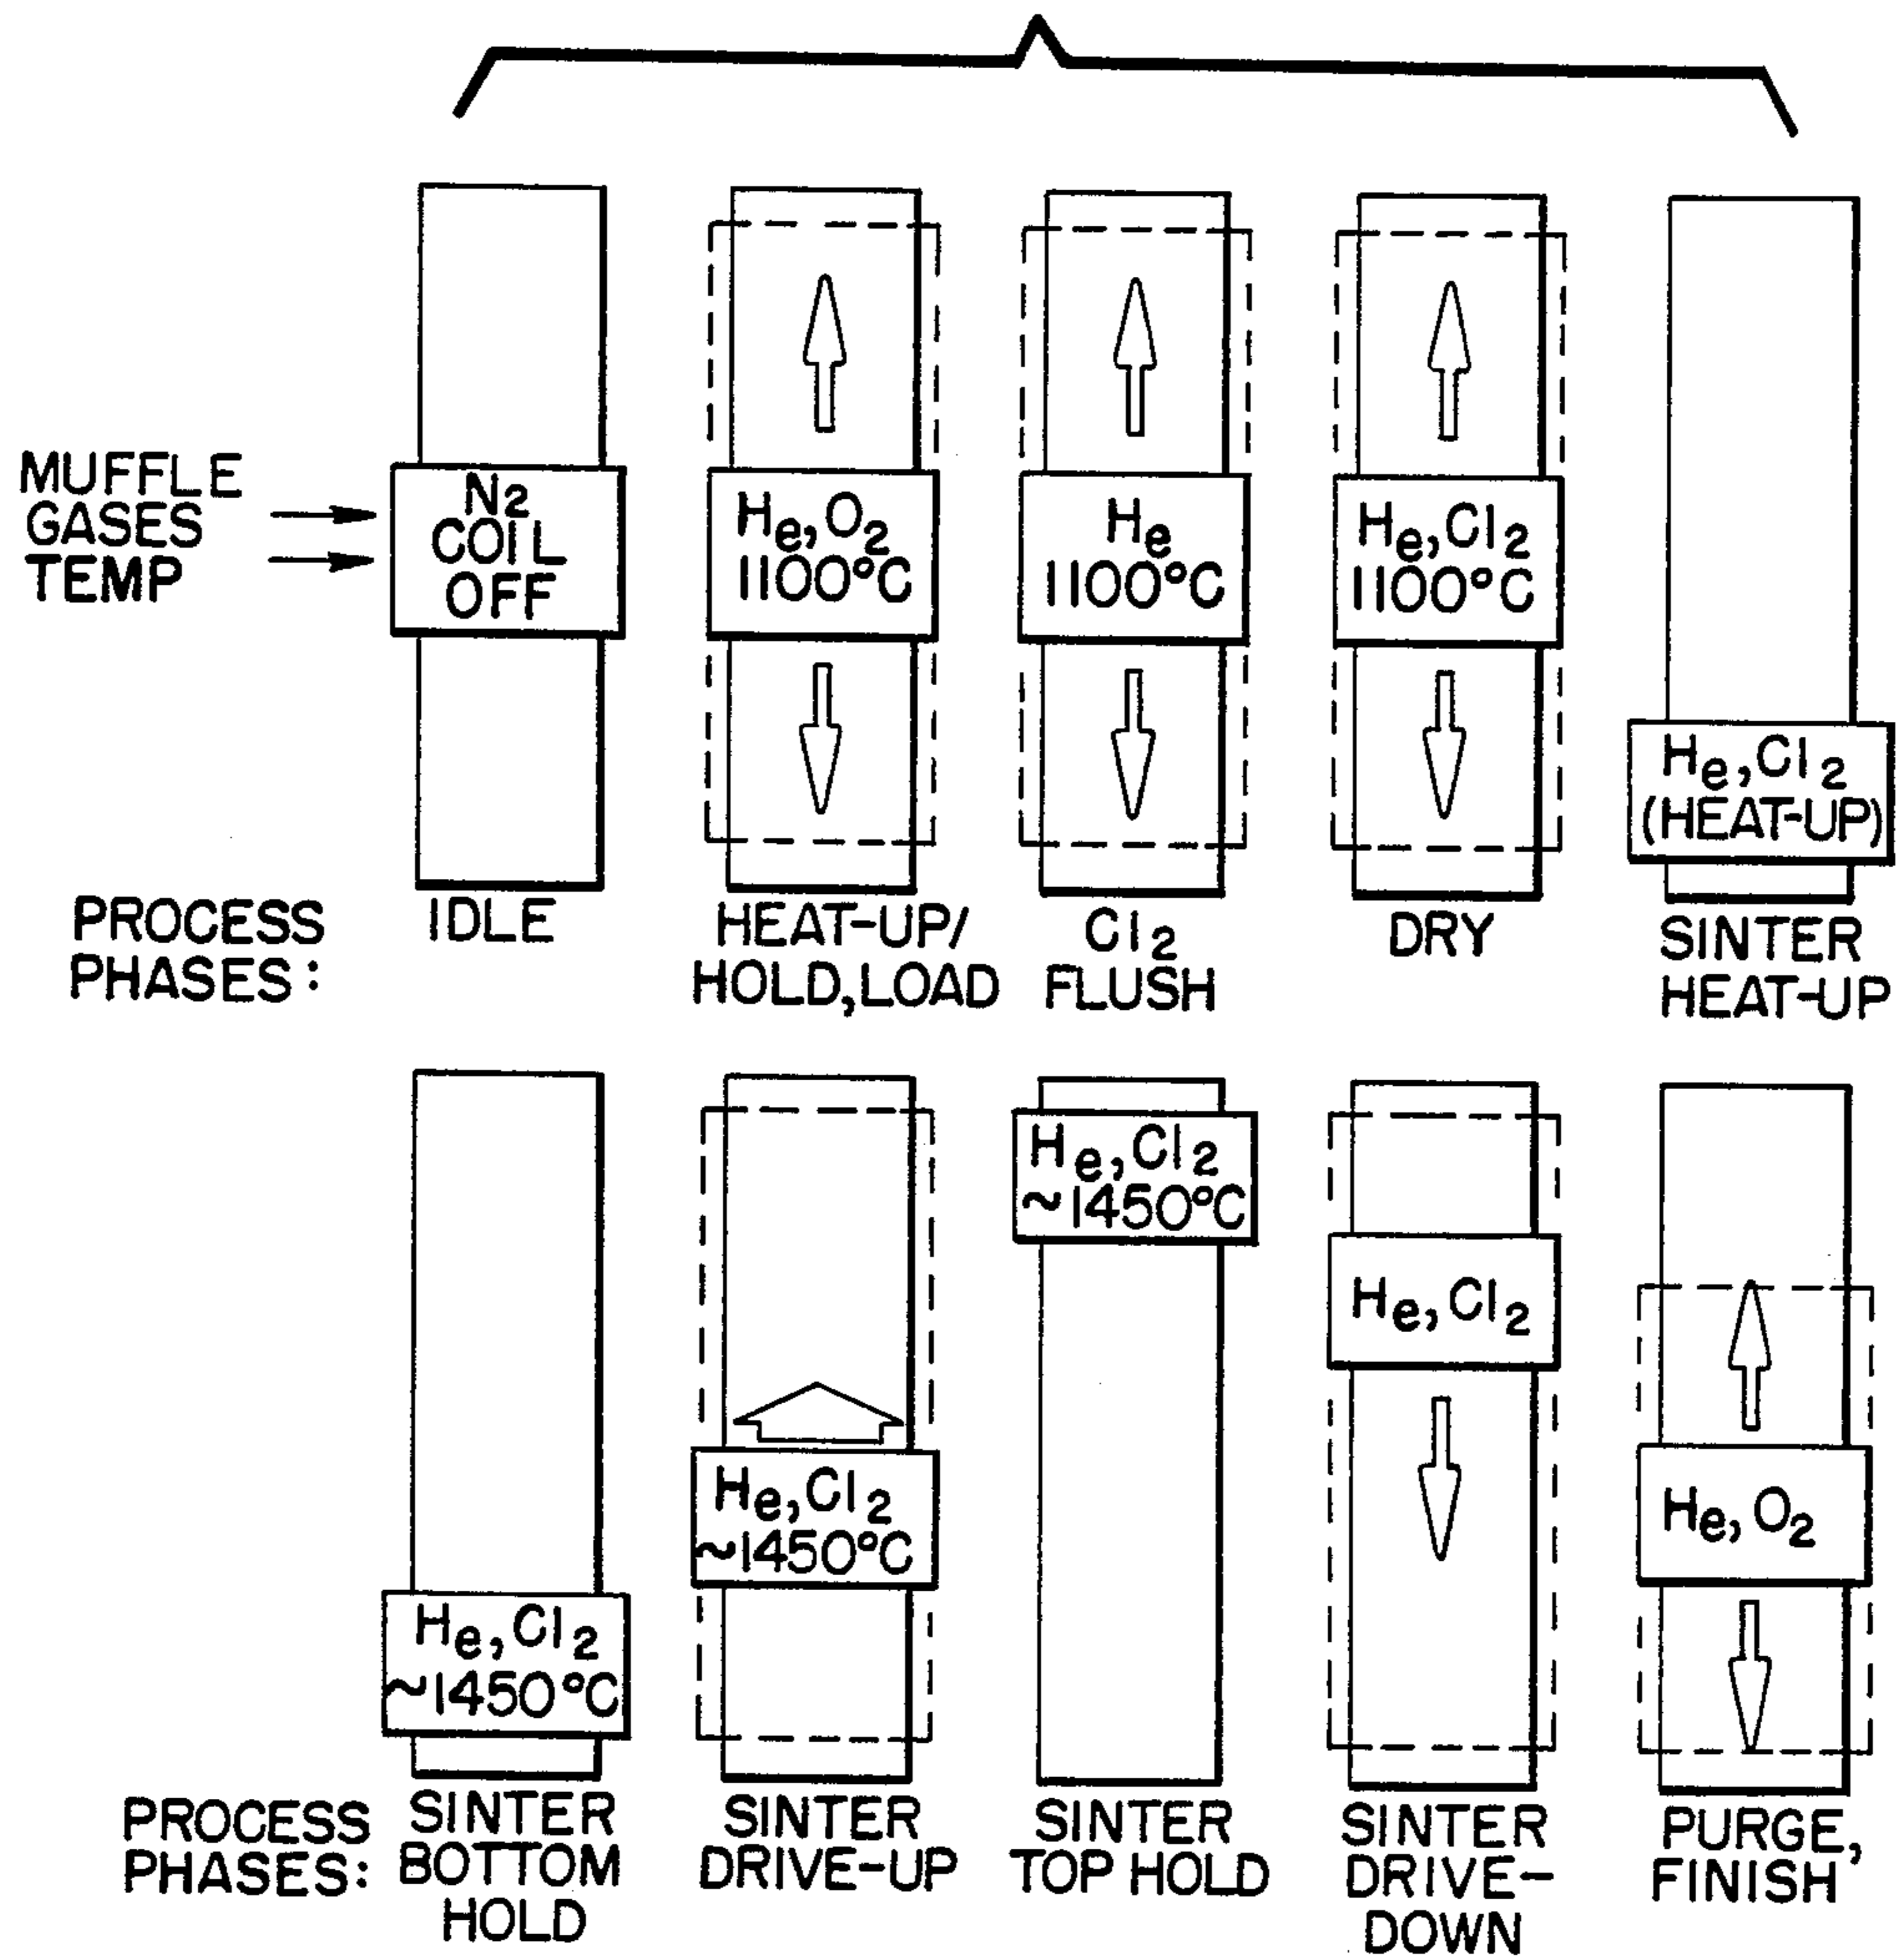 MUFFLE
GASES
TEMP
N2
COIL
OFF
He, O2
1100°C
He
1100°C
He, Cl2
1100°C
He, Cl2
(HEAT-UP)
PROCESS
PHASES:
IDLE
HEAT-UP/
HOLD, LOAD
Cl2
FLUSH
DRY
SINTER
HEAT-UP
He, Cl2
~1450°C
He, Cl2
~1450°C
He, Cl2
~1450°C
He, Cl2
He, O2
PROCESS
PHASES:
SINTER
BOTTOM
HOLD
SINTER
DRIVE-UP
SINTER
TOP HOLD
SINTER
DRIVE-
DOWN
PURGE,
FINISH